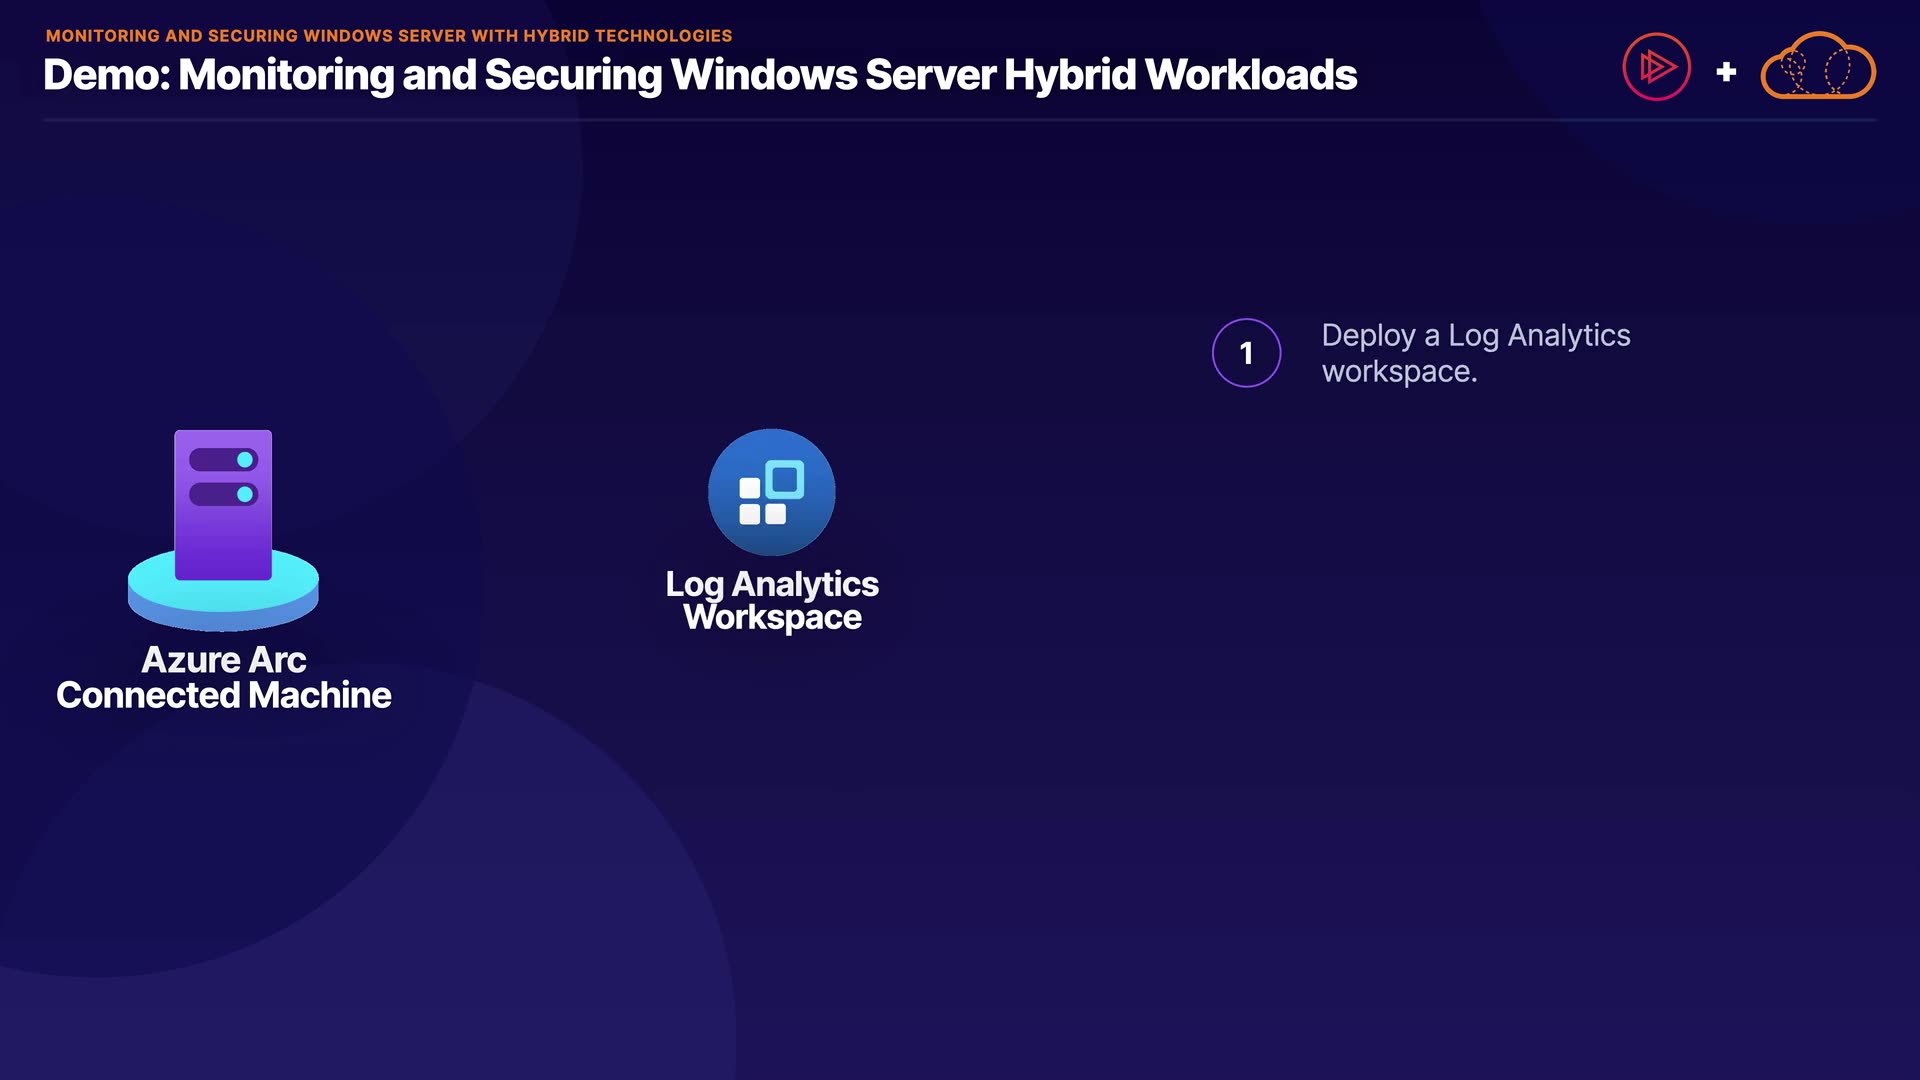 MONITORING AND SECURING WINDOWS SERVER WITH HYBRID TECHNOLOGIES
Demo: Monitoring and Securing Windows Server Hybrid Workloads
+
1
Deploy a Log Analytics
workspace.
Azure Arc
Connected Machine
Log Analytics
Workspace